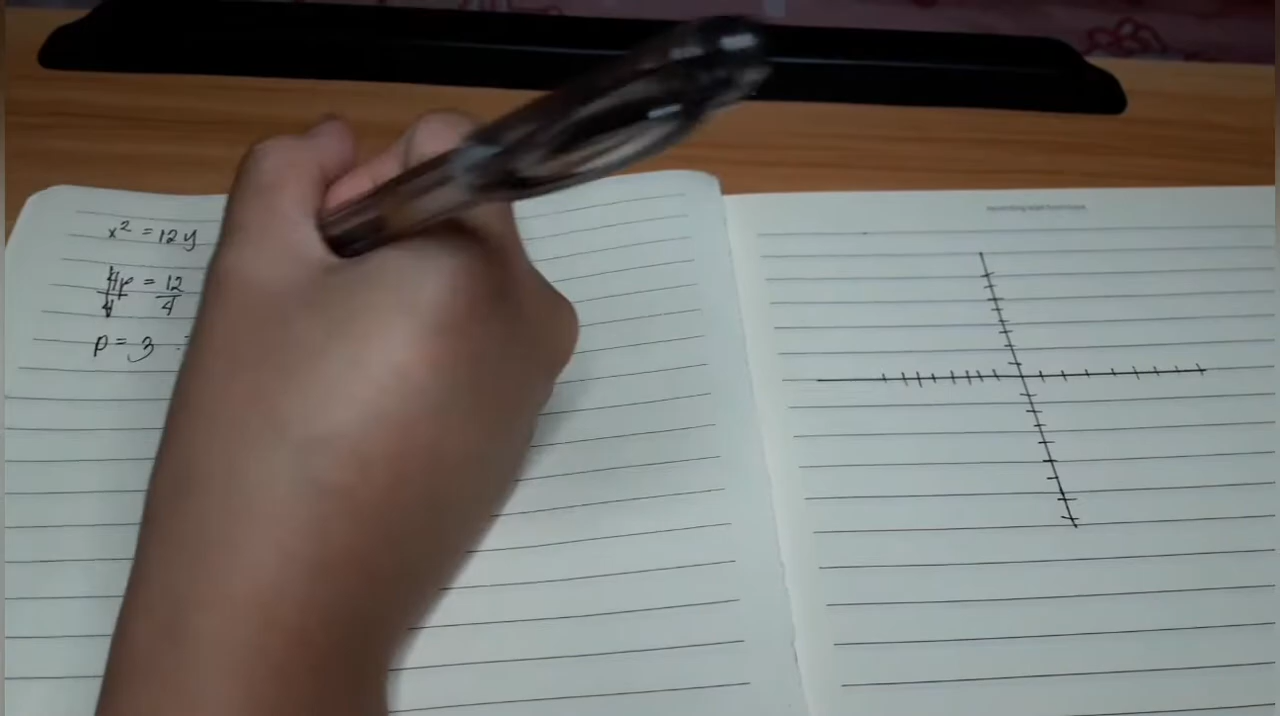 x² = 12y
4p = 12
4 4
p = 3